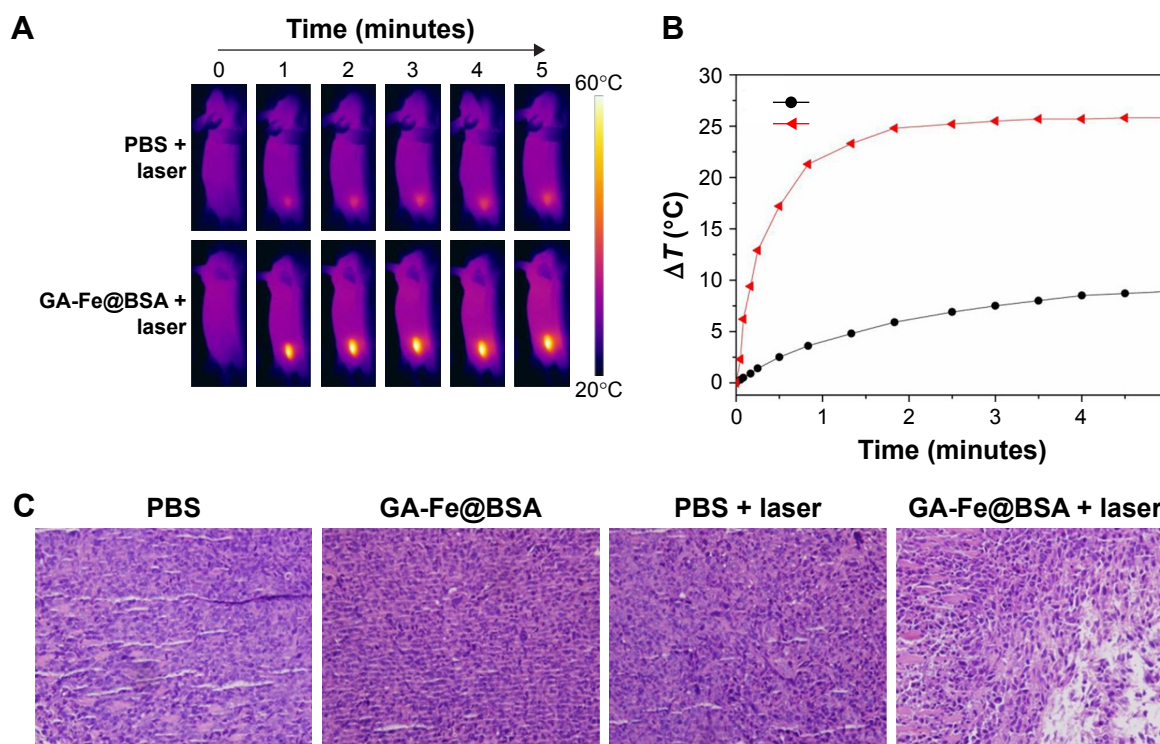 A
Time (minutes)
0 1 2 3 4 5
PBS +
laser
GA-Fe@BSA +
laser
60°C
20°C
B
30
25
20
15
10
5
0
ΔT (°C)
0 1 2 3 4
Time (minutes)
C
PBS
GA-Fe@BSA
PBS + laser
GA-Fe@BSA + laser